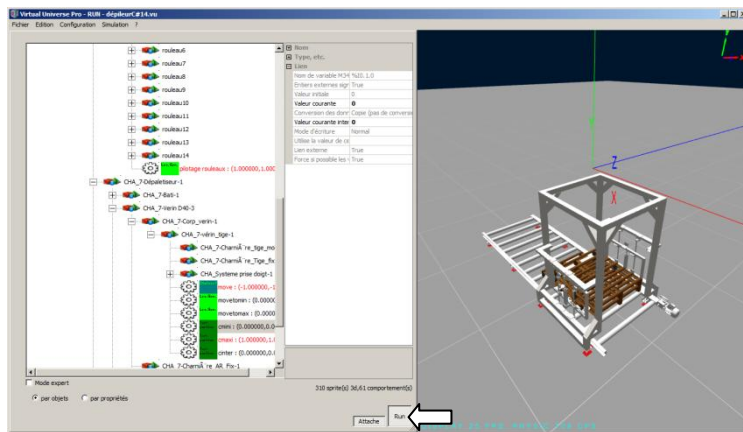 Virtual Universe Pro - RUN - dépileurC#14.vu
Fichier Edition Configuration Simulation ?
rouleau6
rouleau7
rouleau8
rouleau9
rouleau10
rouleau11
rouleau12
rouleau13
rouleau14
pilotage rouleaux : (1.000000,1.000
CHA_7-Dépaletiseur-1
CHA_7-Bati-1
CHA_7-Verin D40-3
CHA_7-Corp_verin-1
CHA_7-vérin_tige-1
CHA_7-CharniÃ¨re_tige_mo
CHA_7-CharniÃ¨re_Tige_fix
CHA_Systeme prise doigt-1
move : (-1.000000,-1
movetomin : (0.0000
movetomax : (0.0000
cmini : (0.000000,0.0
cmaxi : (1.000000,1.0
cinter : (0.000000,0.0
CHA_7-CharniÃ¨re_AR_Fix-1
Nom
Type, etc.
Lien
Nom de variable MCH %I0.1.0
Entiers externes sigr True
Valeur initiale 0
Valeur courante 0
Conversion des donr Copie (pas de converse
Valeur courante inter 0
Mode d'écriture Normal
Utilise la valeur de ce
Lien externe True
Force si possible les v True
Mode expert
par objets par propriétés
310 sprite(s) 3d,61 comportement(s)
Attache Run
Y
Z
X